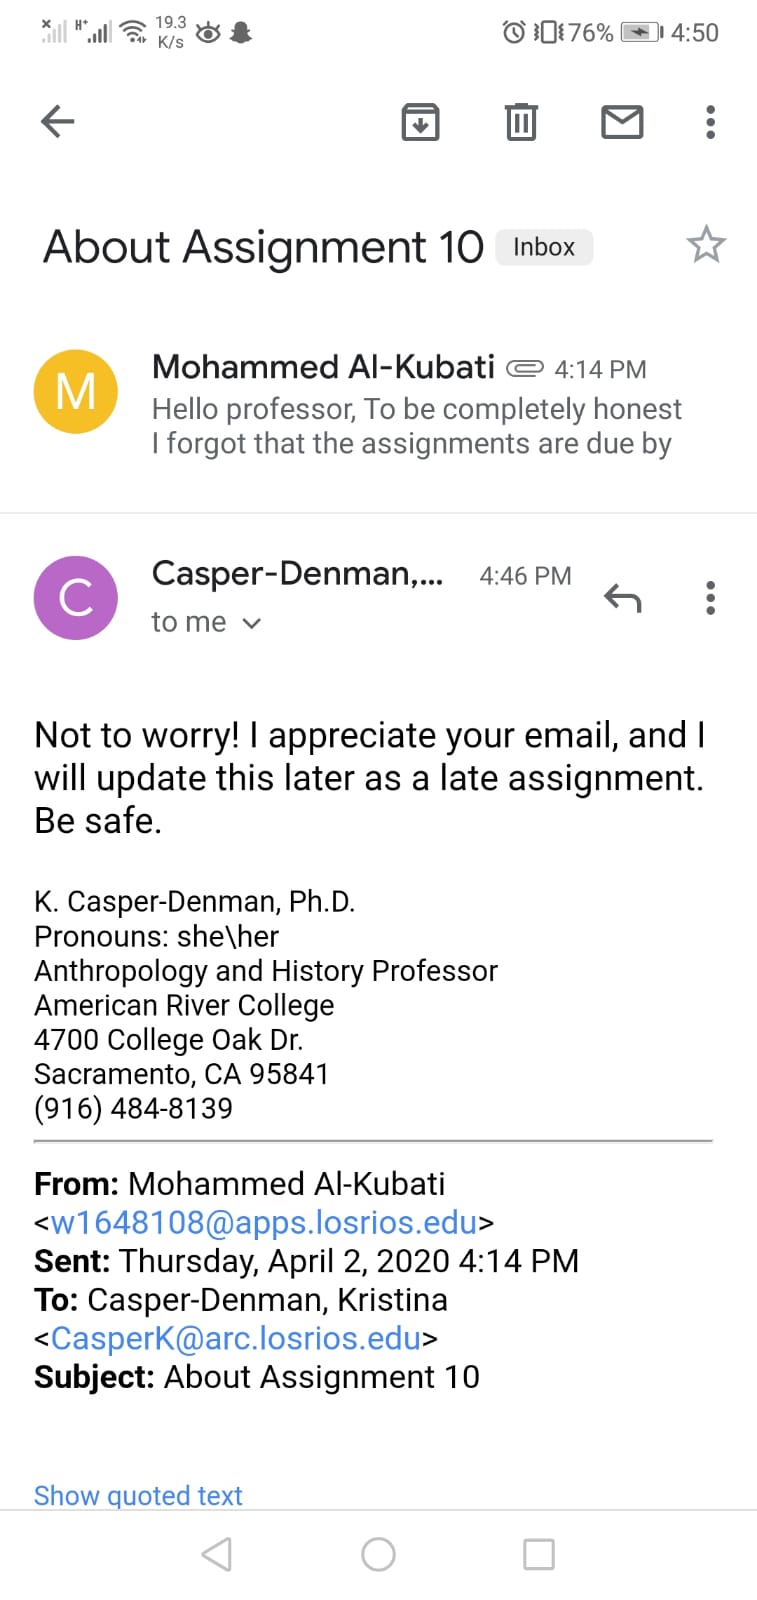 19.3
K/s
H+
76%
4:50
About Assignment 10
Inbox
M
Mohammed Al-Kubati
4:14 PM
Hello professor, To be completely honest
I forgot that the assignments are due by
C
Casper-Denman,...
4:46 PM
to me
Not to worry! I appreciate your email, and I
will update this later as a late assignment.
Be safe.
K. Casper-Denman, Ph.D.
Pronouns: she\her
Anthropology and History Professor
American River College
4700 College Oak Dr.
Sacramento, CA 95841
(916) 484-8139
From: Mohammed Al-Kubati
<w1648108@apps.losrios.edu>
Sent: Thursday, April 2, 2020 4:14 PM
To: Casper-Denman, Kristina
<CasperK@arc.losrios.edu>
Subject: About Assignment 10
Show quoted text